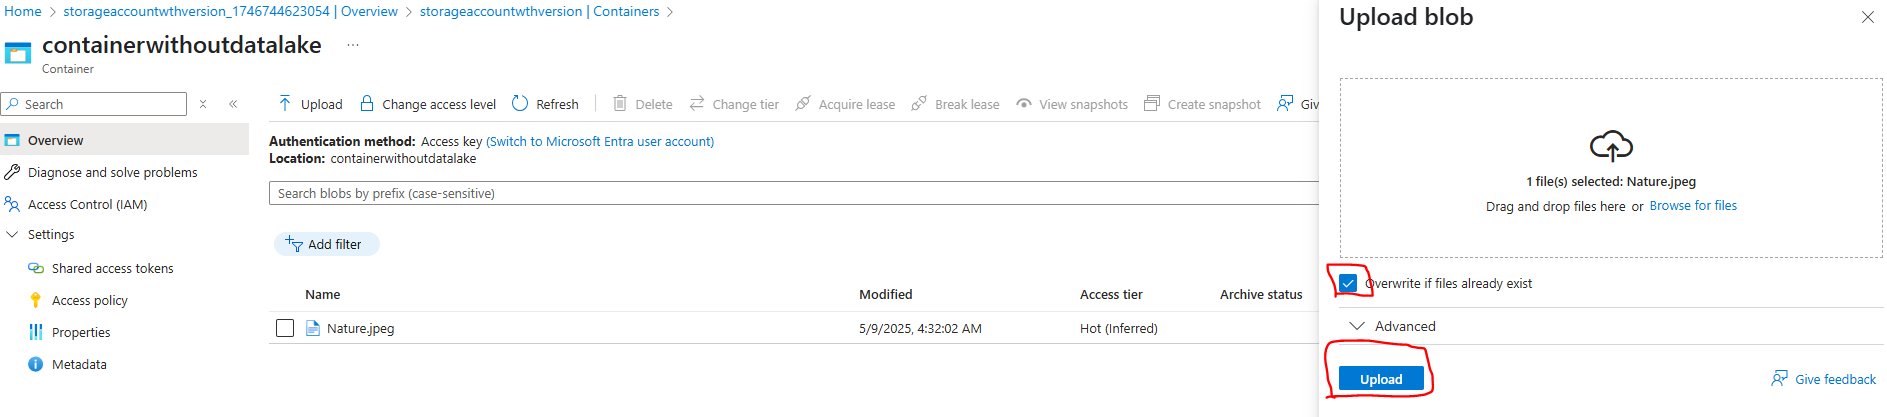 Home > storageaccountwthversion_1746744623054 | Overview > storageaccountwthversion | Containers >
containerwithoutdatalake ...
Container
Search
Overview
Diagnose and solve problems
Access Control (IAM)
Settings
Shared access tokens
Access policy
Properties
Metadata
Upload Change access level Refresh Delete Change tier Acquire lease Break lease View snapshots Create snapshot Giv
Authentication method: Access key (Switch to Microsoft Entra user account)
Location: containerwithoutdatalake
Search blobs by prefix (case-sensitive)
Add filter
Name Modified Access tier Archive status
Nature.jpeg 5/9/2025, 4:32:02 AM Hot (Inferred)
Upload blob
1 file(s) selected: Nature.jpeg
Drag and drop files here or Browse for files
Overwrite if files already exist
Advanced
Upload
Give feedback